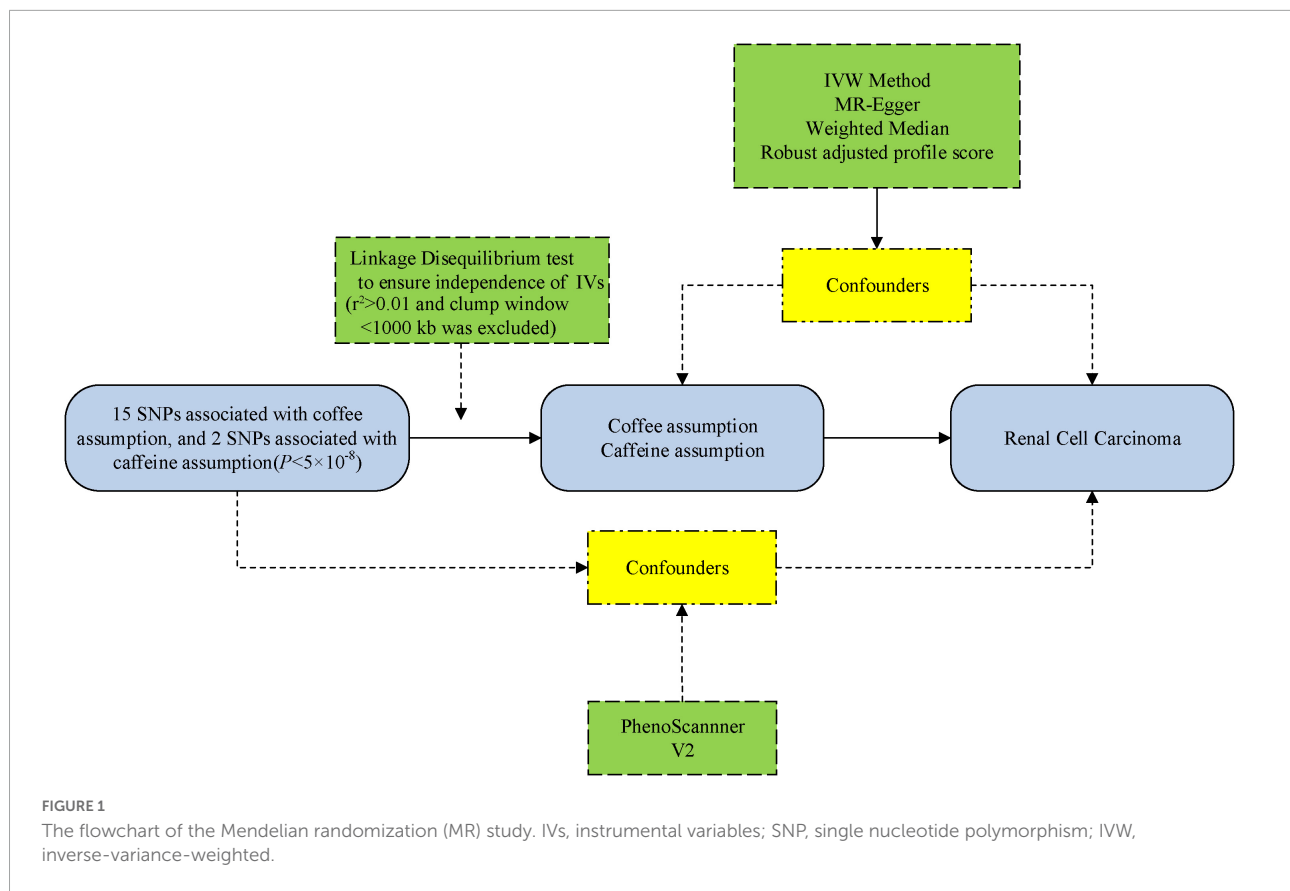 IVW Method
MR-Egger
Weighted Median
Robust adjusted profile score
Linkage Disequilibrium test
to ensure independence of IVs
(r²>0.01 and clump window
<1000 kb was excluded)
Confounders
15 SNPs associated with coffee
assumption, and 2 SNPs associated with
caffeine assumption(P<5×10⁻⁸)
Coffee assumption
Caffeine assumption
Renal Cell Carcinoma
Confounders
PhenoScannner
V2
FIGURE 1
The flowchart of the Mendelian randomization (MR) study. IVs, instrumental variables; SNP, single nucleotide polymorphism; IVW,
inverse-variance-weighted.